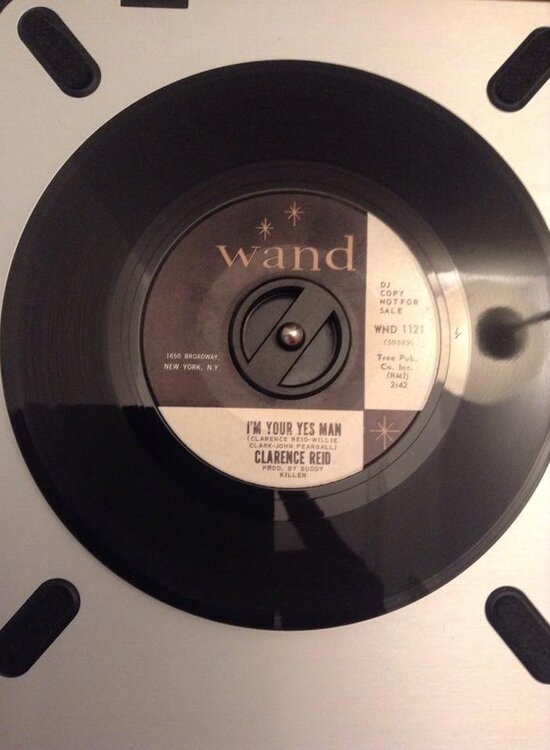 wand
DJ
COPY
NOT FOR
SALE
WND 1121
(50589)
Tree Pub.
Co. Inc.
(BMI)
2:42
1650 BROADWAY
NEW YORK, N.Y
I'M YOUR YES MAN
(CLARENCE REID-WILLIE
CLARK-JOHN PEARSALL)
CLARENCE REID
PROD. BY BUDDY
KILLEN